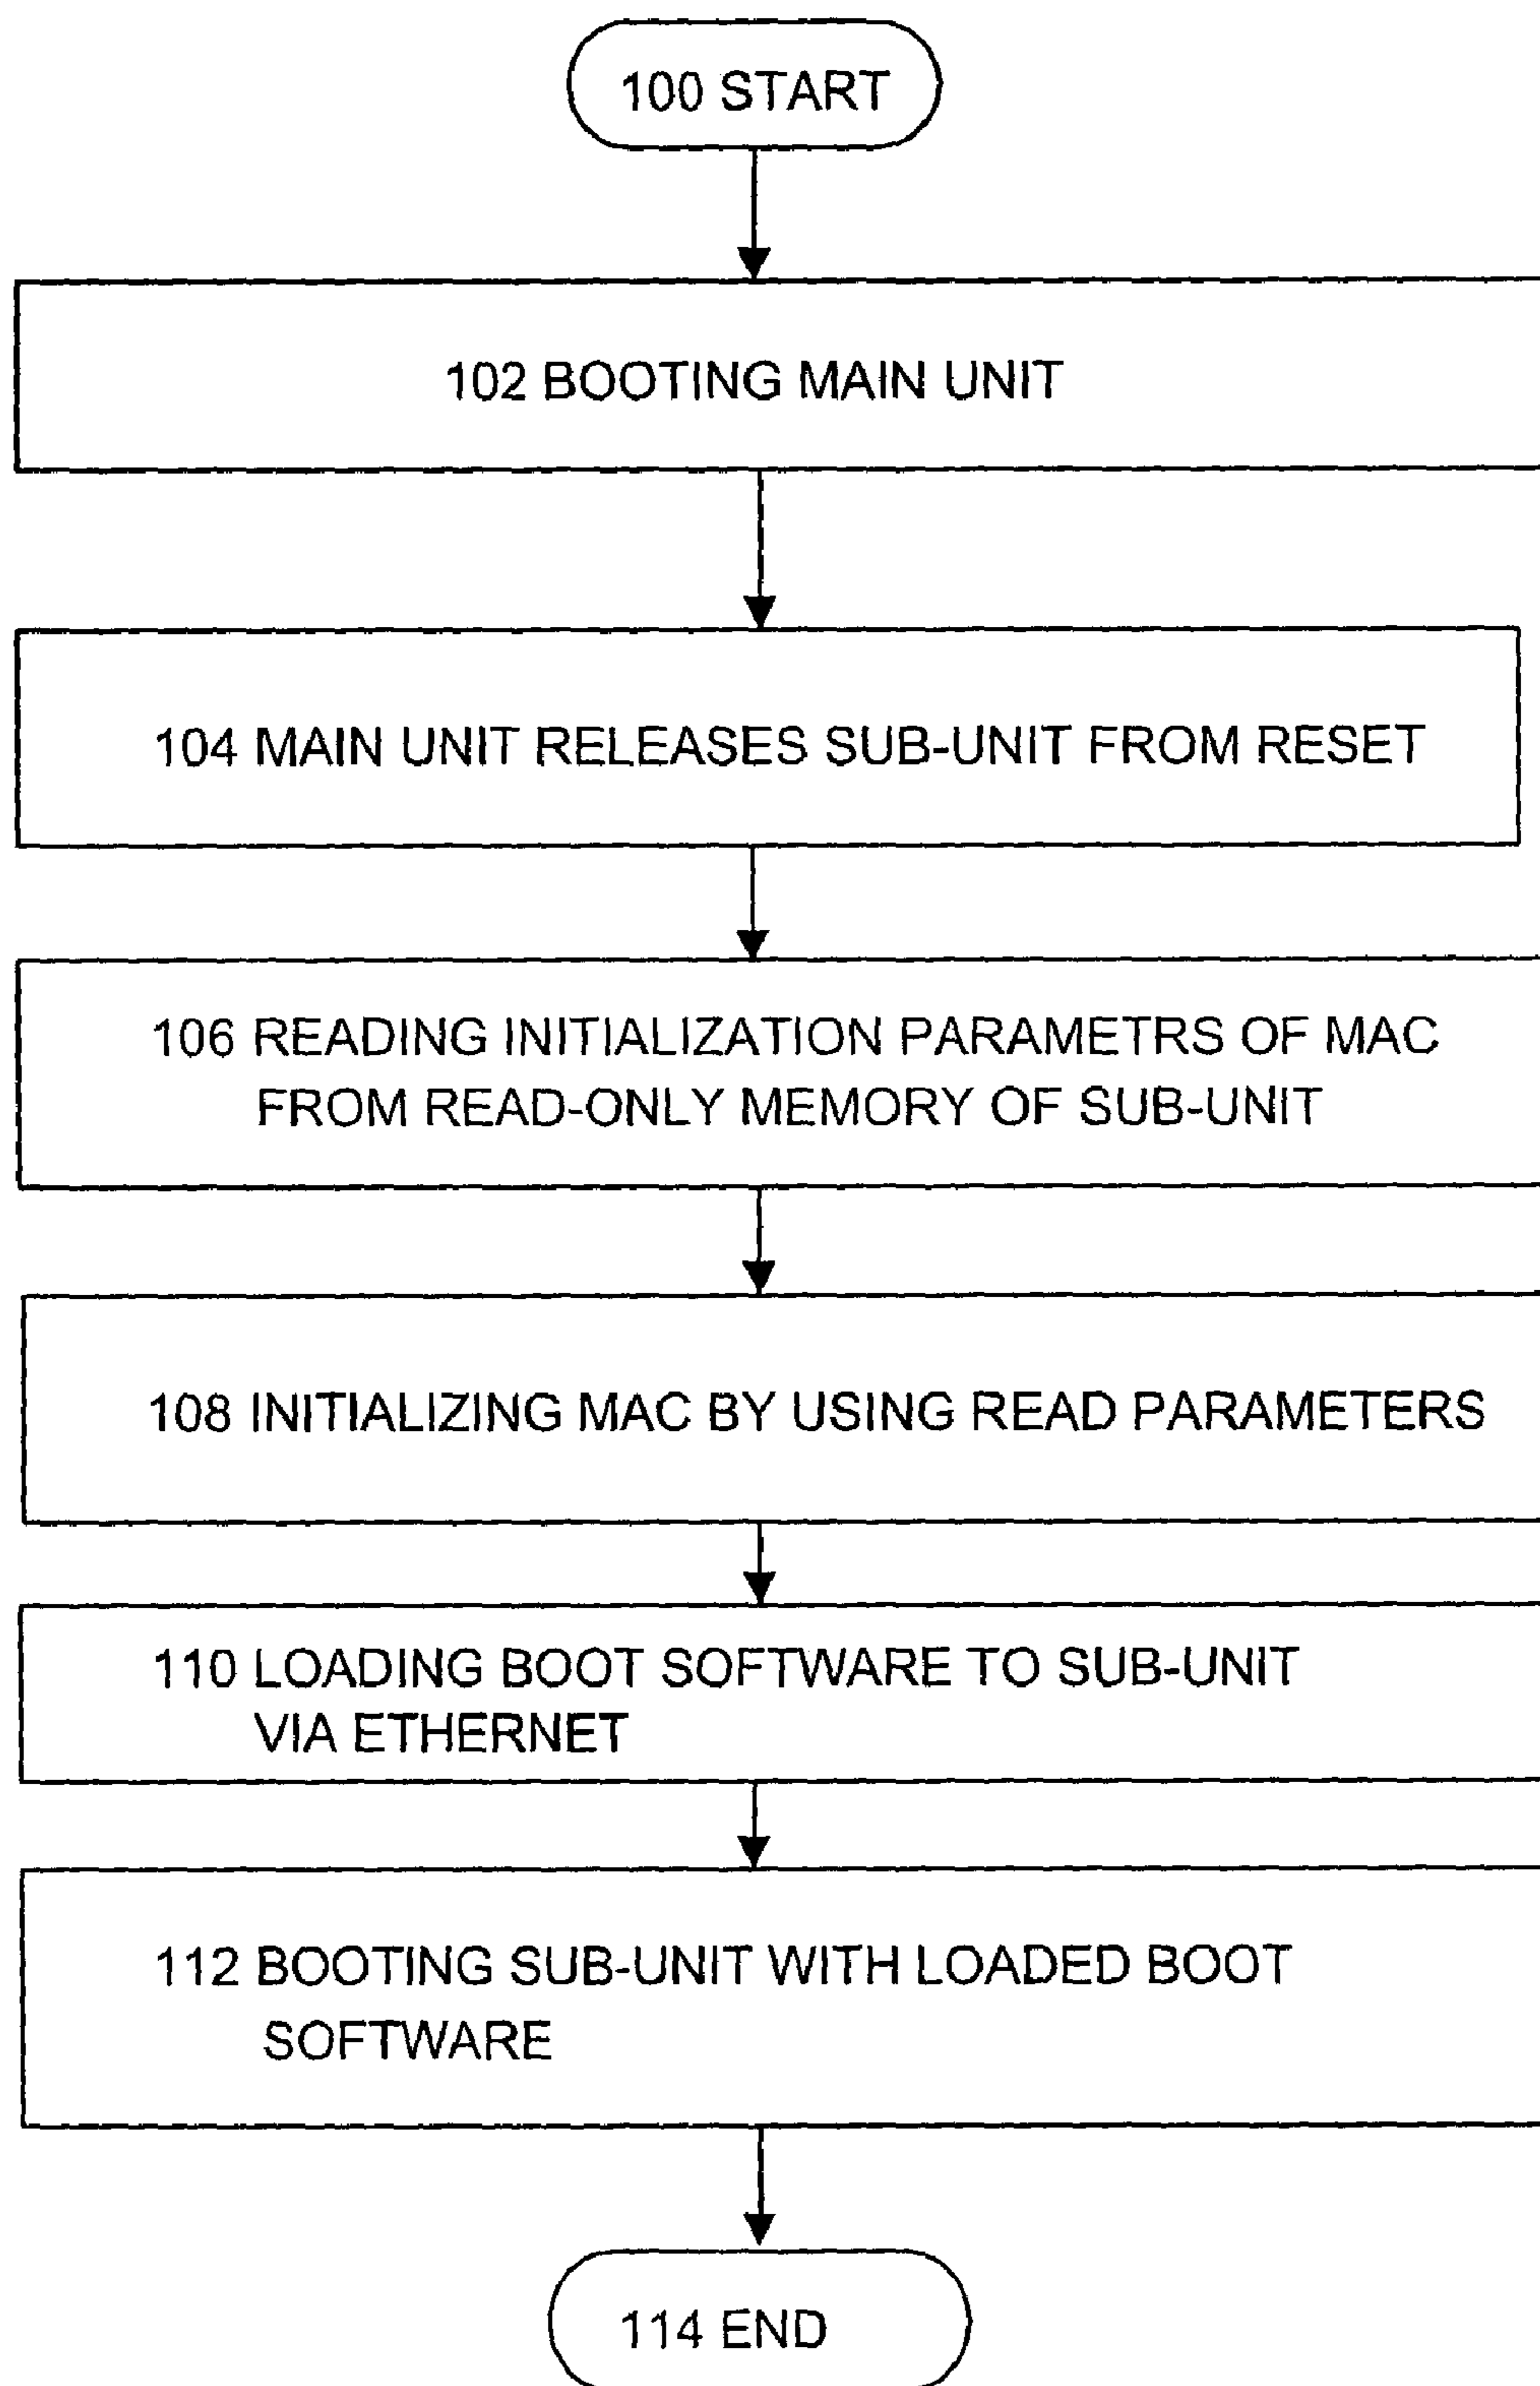 100 START
102 BOOTING MAIN UNIT
104 MAIN UNIT RELEASES SUB-UNIT FROM RESET
106 READING INITIALIZATION PARAMETRS OF MAC
FROM READ-ONLY MEMORY OF SUB-UNIT
108 INITIALIZING MAC BY USING READ PARAMETERS
110 LOADING BOOT SOFTWARE TO SUB-UNIT
VIA ETHERNET
112 BOOTING SUB-UNIT WITH LOADED BOOT
SOFTWARE
114 END